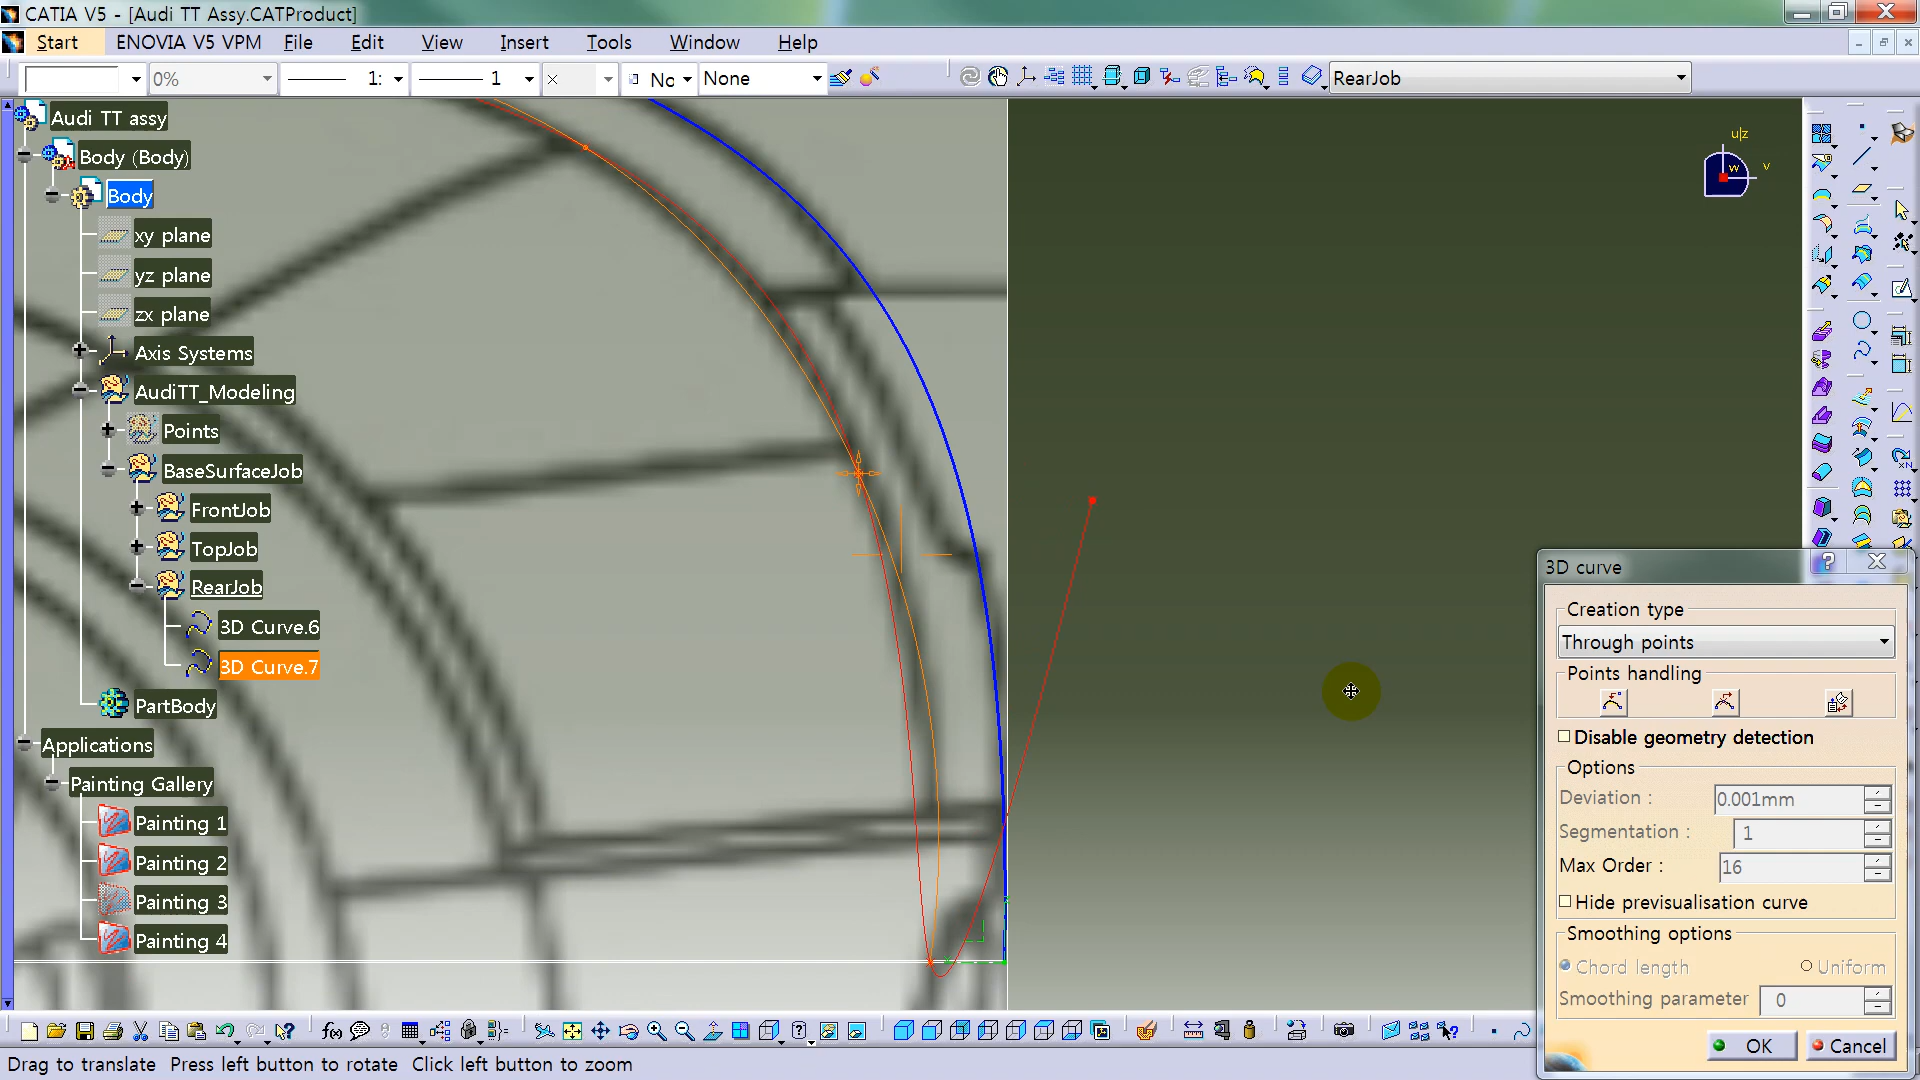 CATIA V5 - [Audi TT Assy.CATProduct]
Start ENOVIA V5 VPM File Edit View Insert Tools Window Help
0% 1: 1 Nc None RearJob
Audi TT assy
Body (Body)
Body
xy plane
yz plane
zx plane
Axis Systems
AudiTT_Modeling
Points
BaseSurfaceJob
FrontJob
TopJob
RearJob
3D Curve.6
3D Curve.7
PartBody
Applications
Painting Gallery
Painting 1
Painting 2
Painting 3
Painting 4
u|z
v
w
3D curve
Creation type
Through points
Points handling
Disable geometry detection
Options
Deviation : 0.001mm
Segmentation : 1
Max Order : 16
Hide previsualisation curve
Smoothing options
Chord length Uniform
Smoothing parameter 0
OK Cancel
Drag to translate Press left button to rotate Click left button to zoom